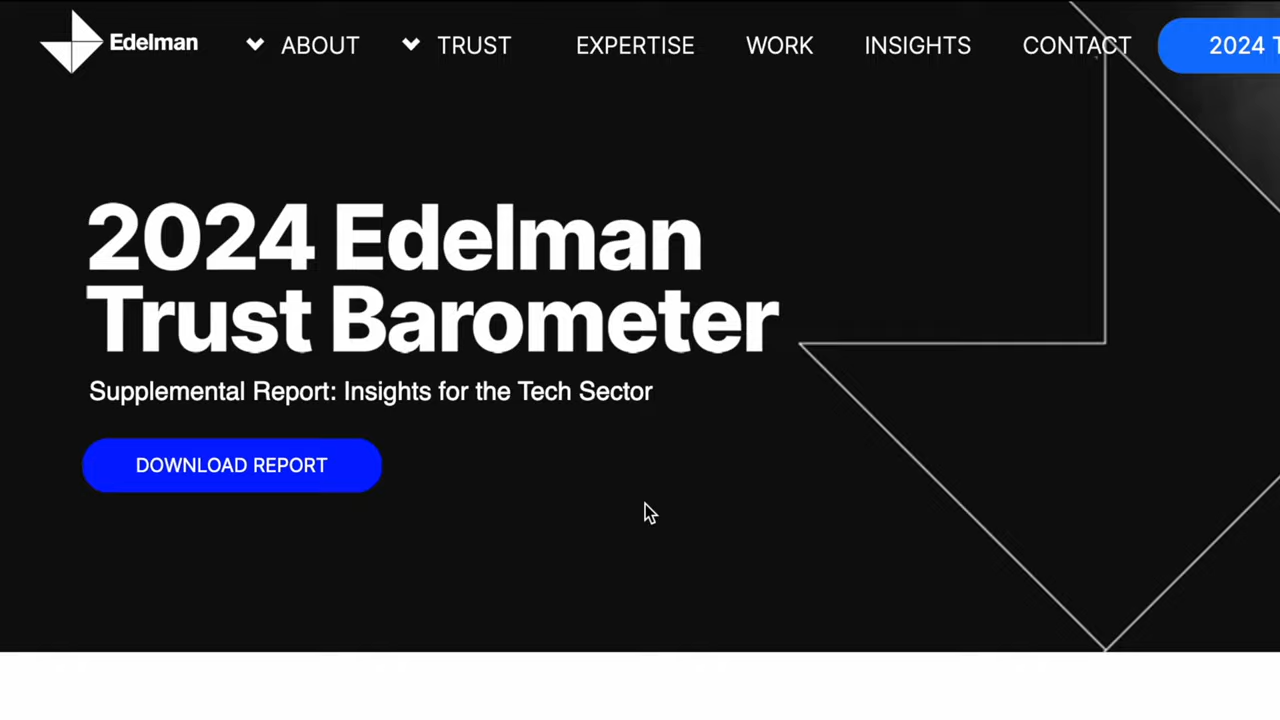 Edelman
ABOUT
TRUST
EXPERTISE
WORK
INSIGHTS
CONTACT
2024
2024 Edelman
Trust Barometer
Supplemental Report: Insights for the Tech Sector
DOWNLOAD REPORT